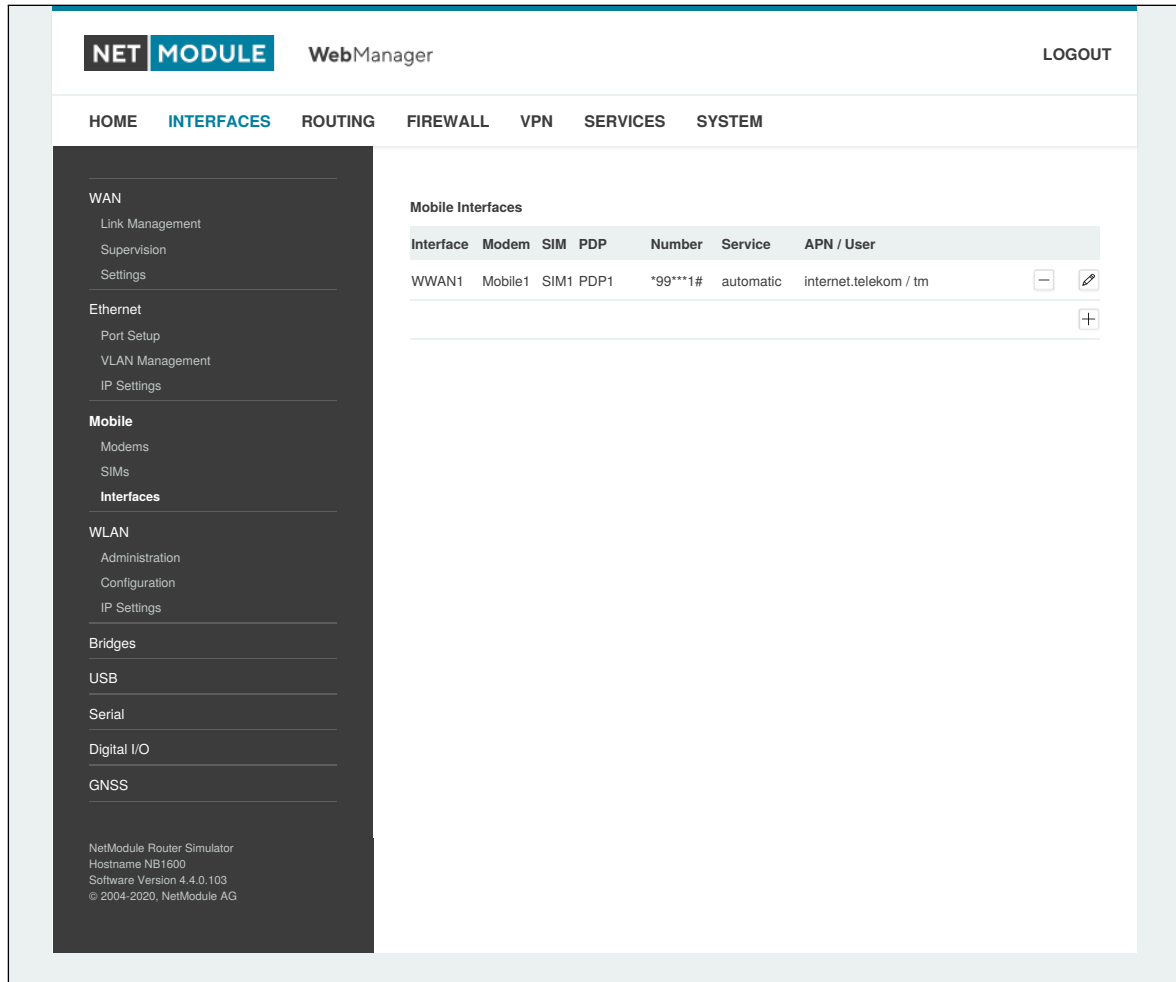 NET MODULE WebManager LOGOUT
HOME INTERFACES ROUTING FIREWALL VPN SERVICES SYSTEM
WAN
Link Management
Supervision
Settings
Ethernet
Port Setup
VLAN Management
IP Settings
Mobile
Modems
SIMs
Interfaces
WLAN
Administration
Configuration
IP Settings
Bridges
USB
Serial
Digital I/O
GNSS
NetModule Router Simulator
Hostname NB1600
Software Version 4.4.0.103
© 2004-2020, NetModule AG
Mobile Interfaces
Interface Modem SIM PDP Number Service APN / User
WWAN1 Mobile1 SIM1 PDP1 *99***1# automatic internet.telekom / tm